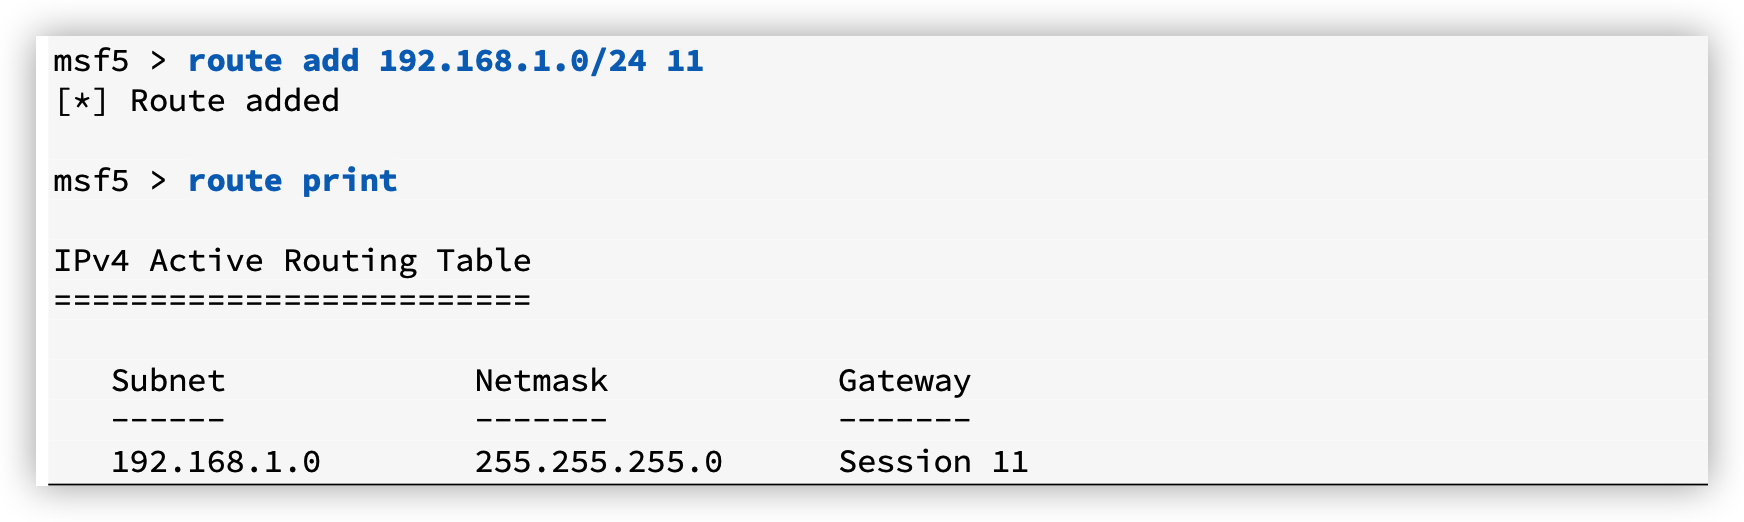 msf5 > route add 192.168.1.0/24 11
[*] Route added
msf5 > route print
IPv4 Active Routing Table
=========================
Subnet             Netmask            Gateway
------             -------            -------
192.168.1.0        255.255.255.0      Session 11